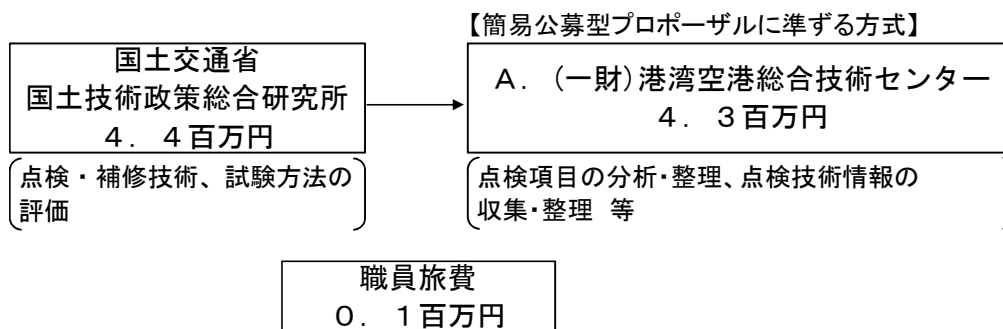 【簡易公募型プロポーザルに準ずる方式】
国土交通省
国土技術政策総合研究所
４．４百万円
A．（一財）港湾空港総合技術センター
４．３百万円
点検・補修技術、試験方法の
評価
点検項目の分析・整理、点検技術情報の
収集・整理　等
職員旅費
０．１百万円